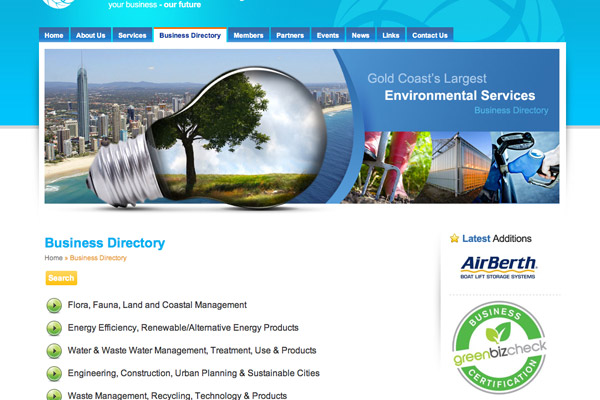 your business - our future
Home
About Us
Services
Business Directory
Members
Partners
Events
News
Links
Contact Us
Gold Coast's Largest
Environmental Services
Business Directory
Business Directory
Home » Business Directory
Search
Flora, Fauna, Land and Coastal Management
Energy Efficiency, Renewable/Alternative Energy Products
Water & Waste Water Management, Treatment, Use & Products
Engineering, Construction, Urban Planning & Sustainable Cities
Waste Management, Recycling, Technology & Products
Latest Additions
AirBerth
BOAT LIFT STORAGE SYSTEMS
BUSINESS
greenbizcheck
CERTIFICATION